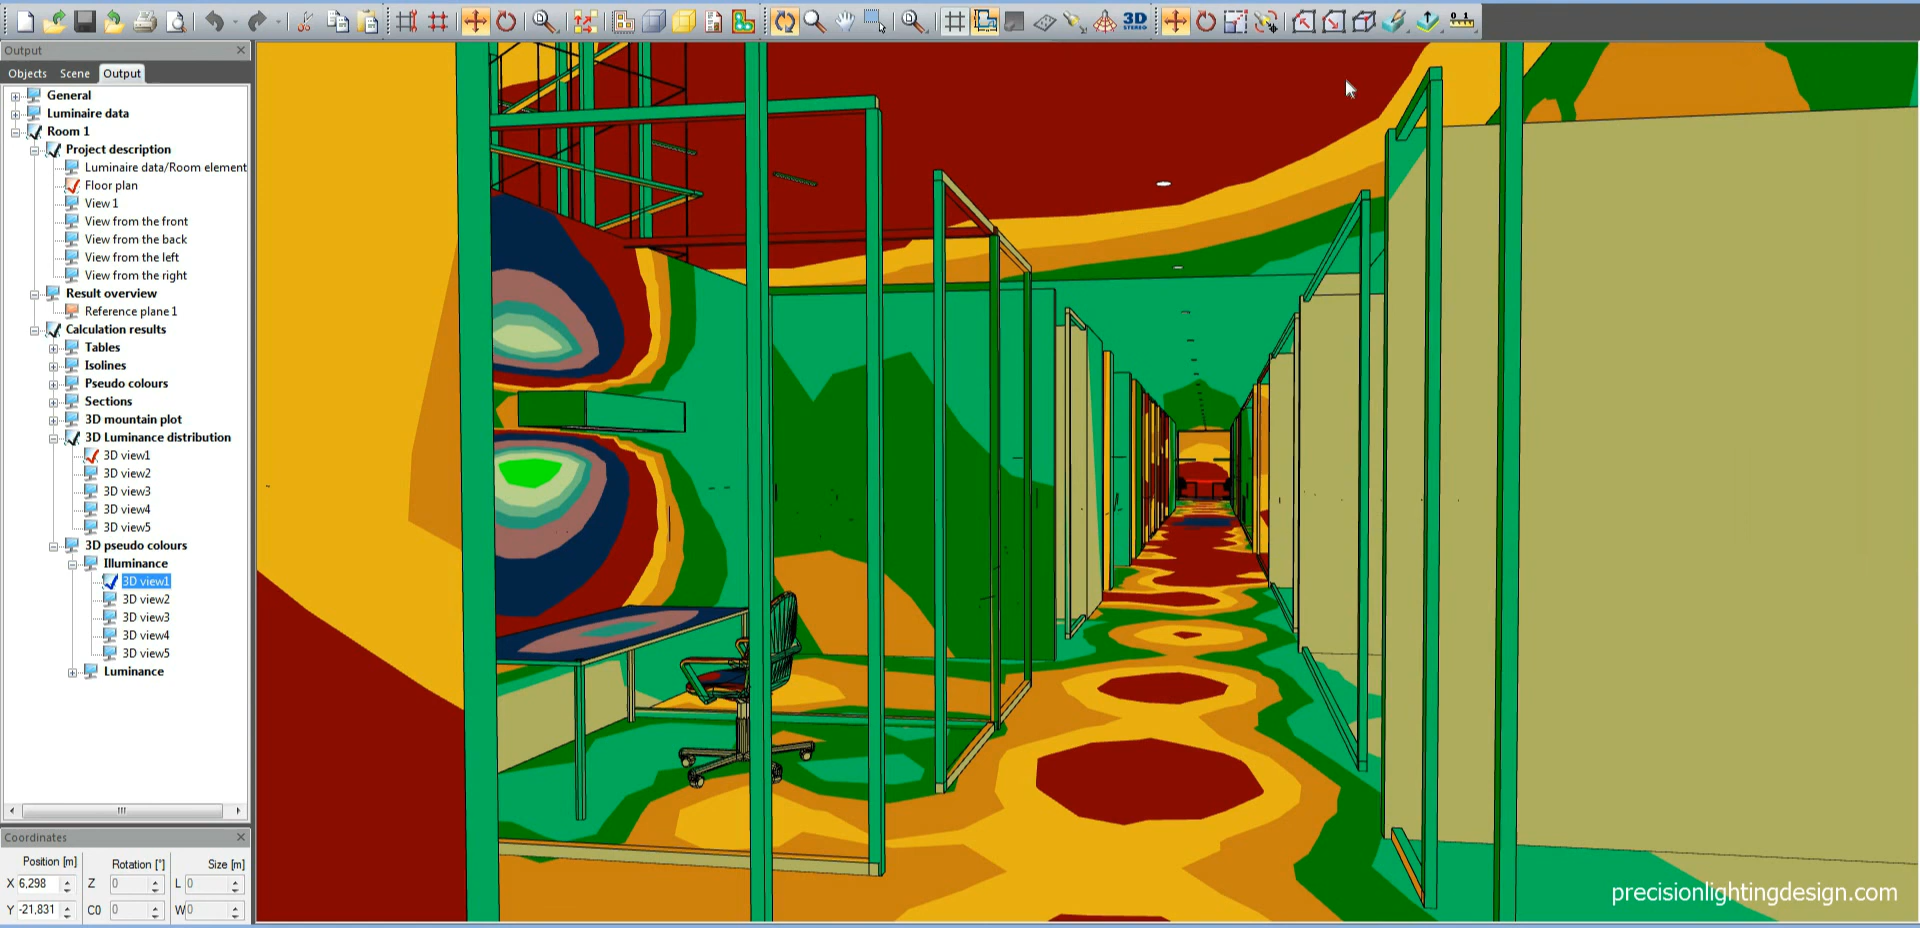 3D
STEREO
0 1
Output
Objects Scene Output
General
Luminaire data
Room 1
Project description
Luminaire data/Room element
Floor plan
View 1
View from the front
View from the back
View from the left
View from the right
Result overview
Reference plane 1
Calculation results
Tables
Isolines
Pseudo colours
Sections
3D mountain plot
3D Luminance distribution
3D view1
3D view2
3D view3
3D view4
3D view5
3D pseudo colours
Illuminance
3D view1
3D view2
3D view3
3D view4
3D view5
Luminance
Coordinates
Position [m] Rotation [°] Size [m]
X 6,298 Z 0 L 0
Y -21,831 C0 0 W 0
precisionlightingdesign.com